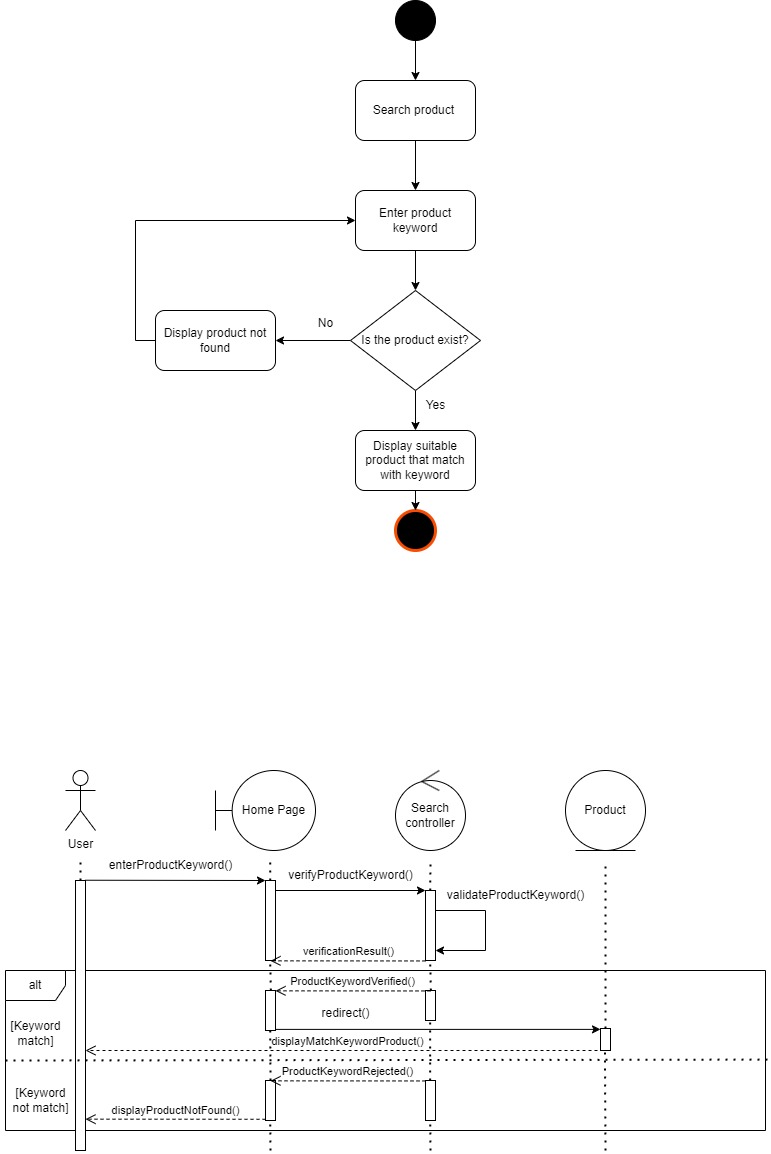 Search product
Enter product
keyword
No
Display product not
found
Is the product exist?
Yes
Display suitable
product that match
with keyword
User
Home Page
Search
controller
Product
enterProductKeyword()
verifyProductKeyword()
validateProductKeyword()
verificationResult()
alt
ProductKeywordVerified()
redirect()
[Keyword
match]
displayMatchKeywordProduct()
ProductKeywordRejected()
[Keyword
not match]
displayProductNotFound()